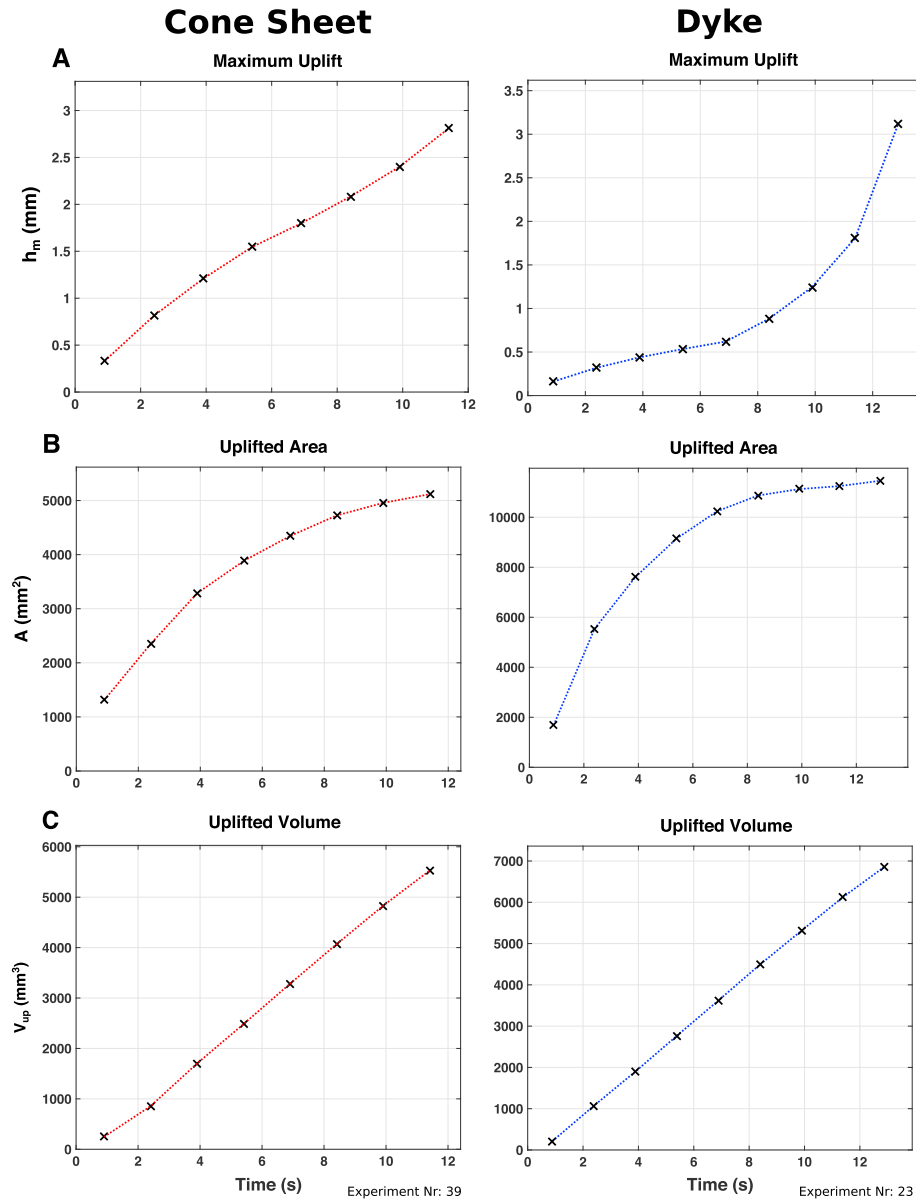 Cone Sheet
Dyke
A
Maximum Uplift
Maximum Uplift
h_m (mm)
3
2.5
2
1.5
1
0.5
0
0 2 4 6 8 10 12
3.5
3
2.5
2
1.5
1
0.5
0
0 2 4 6 8 10 12
B
Uplifted Area
Uplifted Area
A (mm²)
5000
4000
3000
2000
1000
0
0 2 4 6 8 10 12
10000
8000
6000
4000
2000
0
0 2 4 6 8 10 12
C
Uplifted Volume
Uplifted Volume
V_up (mm³)
6000
5000
4000
3000
2000
1000
0
0 2 4 6 8 10 12
7000
6000
5000
4000
3000
2000
1000
0
0 2 4 6 8 10 12
Time (s)
Experiment Nr: 39
Time (s)
Experiment Nr: 23